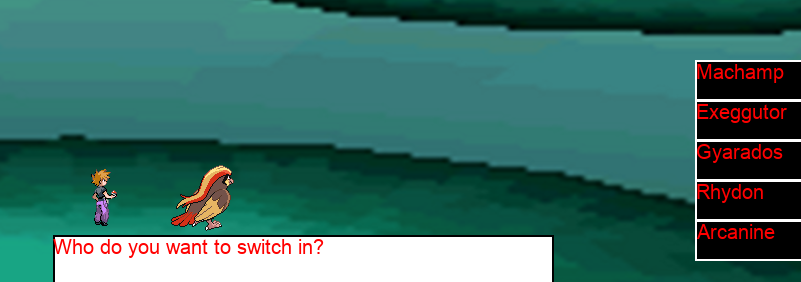 Machamp
Exeggutor
Gyarados
Rhydon
Arcanine
Who do you want to switch in?